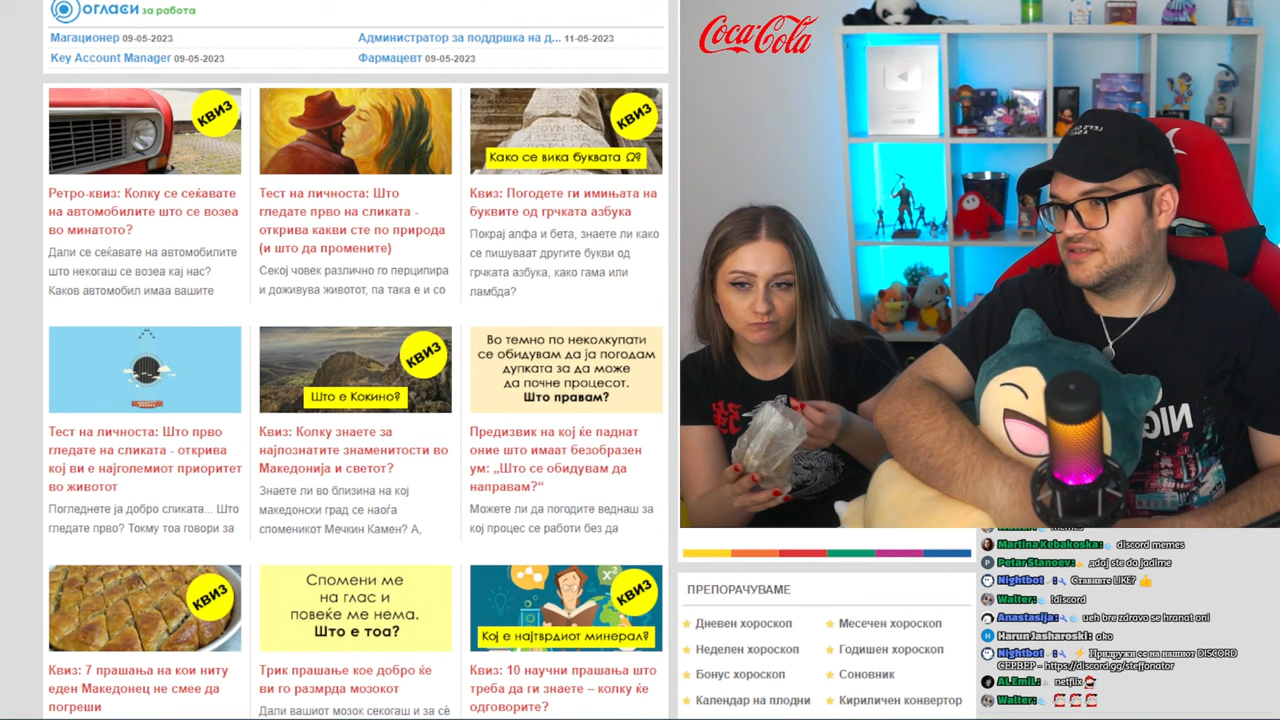 огласи за работа
Магационер 09-05-2023
Администратор за поддршка на д... 11-05-2023
Key Account Manager 09-05-2023
Фармацевт 09-05-2023
КВИЗ
КВИЗ
Како се вика буквата Ω?
Ретро-квиз: Колку се сеќавате
на автомобилите што се возеа
во минатото?
Дали се сеќавате на автомобилите
што некогаш се возеа кај нас?
Каков автомобил имаа вашите
Тест на личноста: Што
гледате прво на сликата -
открива какви сте по природа
(и што да промените)
Секој човек различно го перципира
и доживува животот, па така е и со
Квиз: Погодете ги имињата на
буквите од грчката азбука
Покрај алфа и бета, знаете ли како
се пишуваат другите букви од
грчката азбука, како гама или
ламбда?
КВИЗ
Што е Кокино?
Во темно по неколкупати
се обидувам да ја погодам
дупката за да може
да почне процесот.
Што правам?
Тест на личноста: Што прво
гледате на сликата - открива
кој ви е најголемиот приоритет
во животот
Погледнете ја добро сликата... Што
гледате прво? Токму тоа говори за
Квиз: Колку знаете за
најпознатите знаменитости во
Македонија и светот?
Знаете ли во близина на кој
македонски град се наоѓа
споменикот Мечкин Камен? А,
Предизвик на кој ќе паднат
оние што имаат безобразен
ум: „Што се обидувам да
направам?“
Можете ли да погодите веднаш за
кој процес се работи без да
КВИЗ
Спомени ме
на глас и
повеќе ме нема.
Што е тоа?
КВИЗ
Кој е најтврдиот минерал?
Квиз: 7 прашања на кои ниту
еден Македонец не смее да
погреши
Трик прашање кое добро ќе
ви го размрда мозокот
Дали вашиот мозок секогаш и за сè
Квиз: 10 научни прашања што
треба да ги знаете – колку ќе
одговорите?
Coca-Cola
ПРЕПОРАЧУВАМЕ
Дневен хороскоп
Месечен хороскоп
Неделен хороскоп
Годишен хороскоп
Бонус хороскоп
Соновник
Календар на плодни
Кириличен конвертор
Martina Kebakoska: discord memes
Petar Stanoev: дaj ste da jadime
Nightbot: Ставивте LIKE?
Walter: !discord
Anastasija: ueh bre zdravo se hranat oni
Harun Jasharoski: ako
Nightbot: Придружи се на нашиот DISCORD
СЕРВЕР - https://discord.gg/steffonator
AL Emil: netflix
Walter: